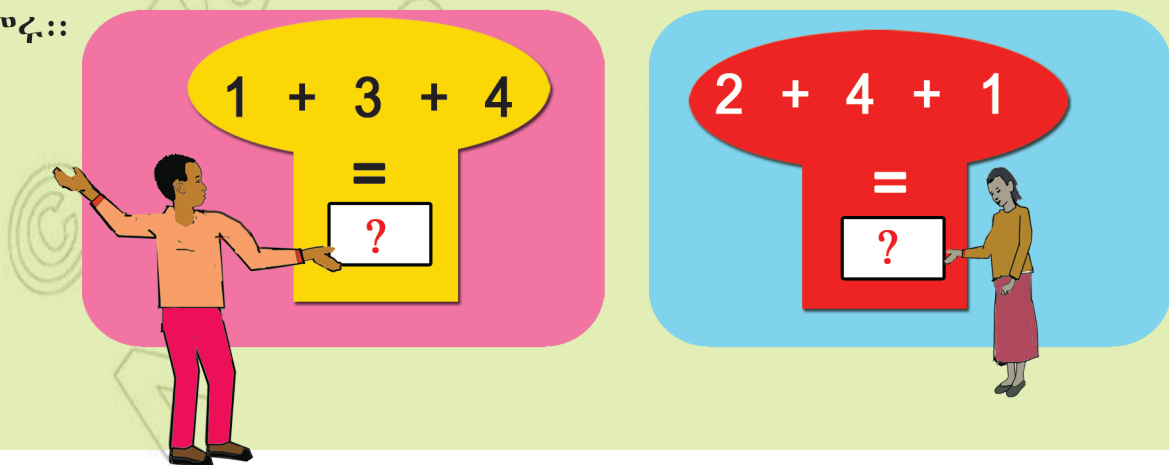 1 + 3 + 4
=
?
2 + 4 + 1
=
?